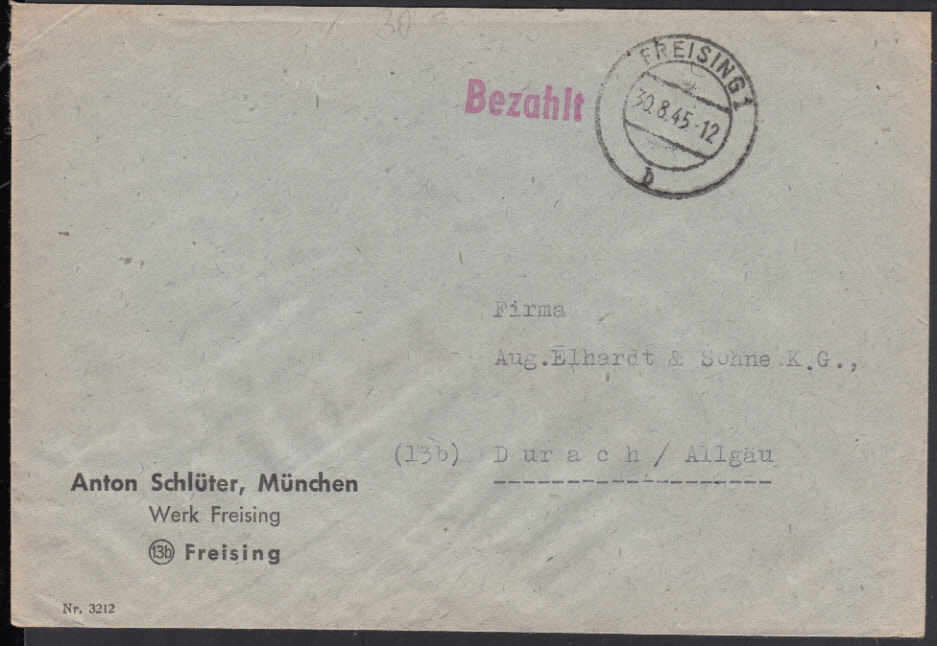 30
Bezahlt
FREISING 1
30.8.45-12
b
Firma
Aug.Elhardt & Söhne K.G.,
(13b) Durach / Allgäu
Anton Schlüter, München
Werk Freising
13b Freising
Nr. 3212